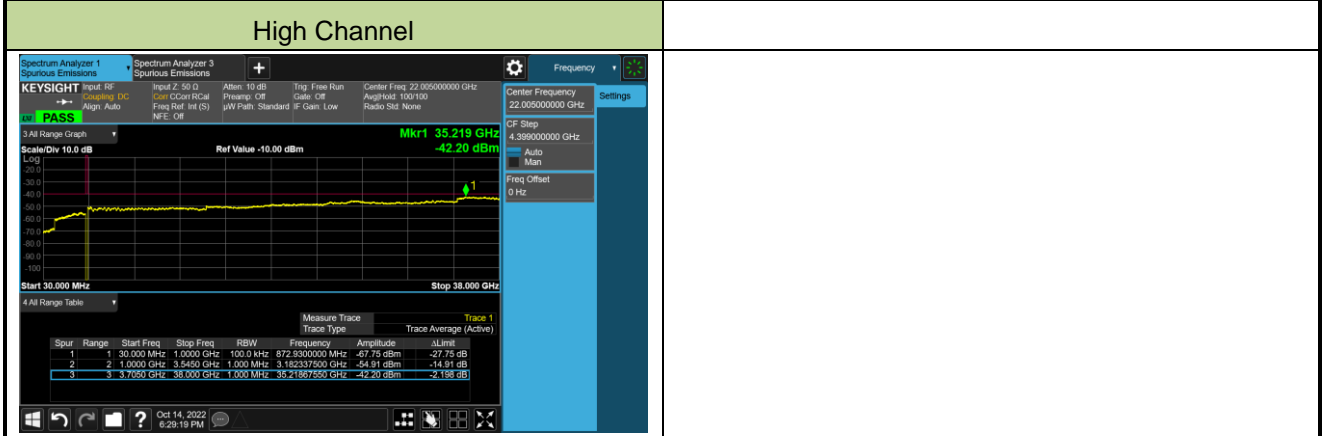 High Channel
Spectrum Analyzer 1
Spurious Emissions
Spectrum Analyzer 3
Spurious Emissions
Frequency
KEYSIGHT
Input: RF
Coupling: DC
Align: Auto
Input Z: 50 Ω
Corr CCorr RCal
Freq Ref: Int (S)
NFE: Off
Atten: 10 dB
Preamp: Off
µW Path: Standard
Trig: Free Run
Gate: Off
IF Gain: Low
Center Freq: 22.005000000 GHz
Avg|Hold: 100/100
Radio Std: None
PASS
Center Frequency
22.005000000 GHz
Settings
CF Step
4.399000000 GHz
Auto
Man
Freq Offset
0 Hz
3 All Range Graph
Mkr1 35.219 GHz
Scale/Div 10.0 dB
Ref Value -10.00 dBm
-42.20 dBm
Log
-20.0
-30.0
-40.0
1
-50.0
-60.0
-70.0
-80.0
-90.0
-100
Start 30.000 MHz
Stop 38.000 GHz
4 All Range Table
Measure Trace Trace 1
Trace Type Trace Average (Active)
Spur Range Start Freq Stop Freq RBW Frequency Amplitude ΔLimit
1 1 30.000 MHz 1.0000 GHz 100.0 kHz 872.9300000 MHz -67.75 dBm -27.75 dB
2 2 1.0000 GHz 3.5450 GHz 1.000 MHz 3.182337500 GHz -54.91 dBm -14.91 dB
3 3 3.7050 GHz 38.000 GHz 1.000 MHz 35.21867550 GHz -42.20 dBm -2.198 dB
?
Oct 14, 2022
6:29:19 PM